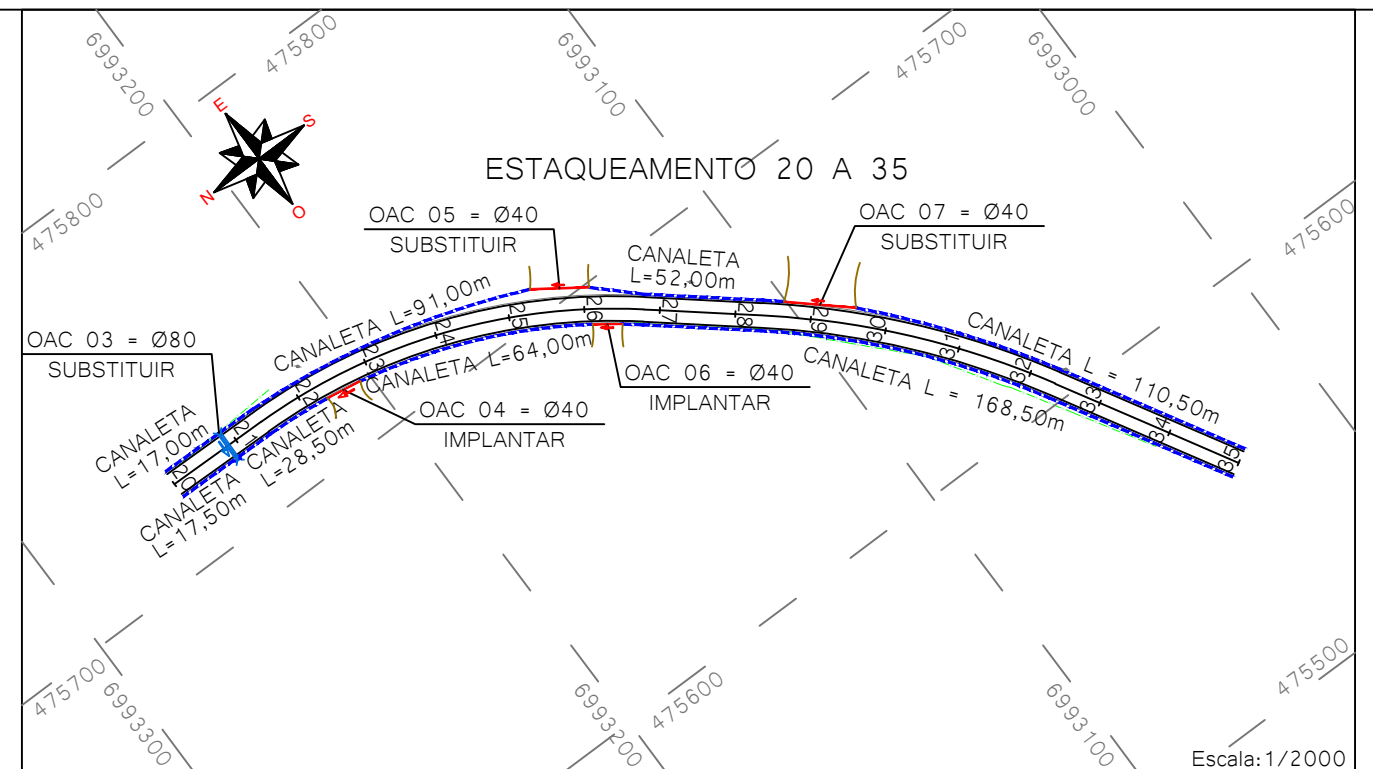 6993200
475800
6993100
475700
6993000
475800
475600
E
S
N
O
ESTAQUEAMENTO 20 A 35
OAC 05 = Ø40
SUBSTITUIR
OAC 07 = Ø40
SUBSTITUIR
CANALETA
L=52,00m
CANALETA L=91,00m
OAC 03 = Ø80
SUBSTITUIR
CANALETA L=64,00m
OAC 06 = Ø40
IMPLANTAR
CANALETA L = 110,50m
CANALETA L = 168,50m
OAC 04 = Ø40
IMPLANTAR
CANALETA
L=17,00m
CANALETA
L=28,50m
CANALETA
L=17,50m
20
21
22
23
24
25
26
27
28
29
30
31
32
33
34
35
475700
6993300
6993200
475600
6993100
475500
Escala:1/2000